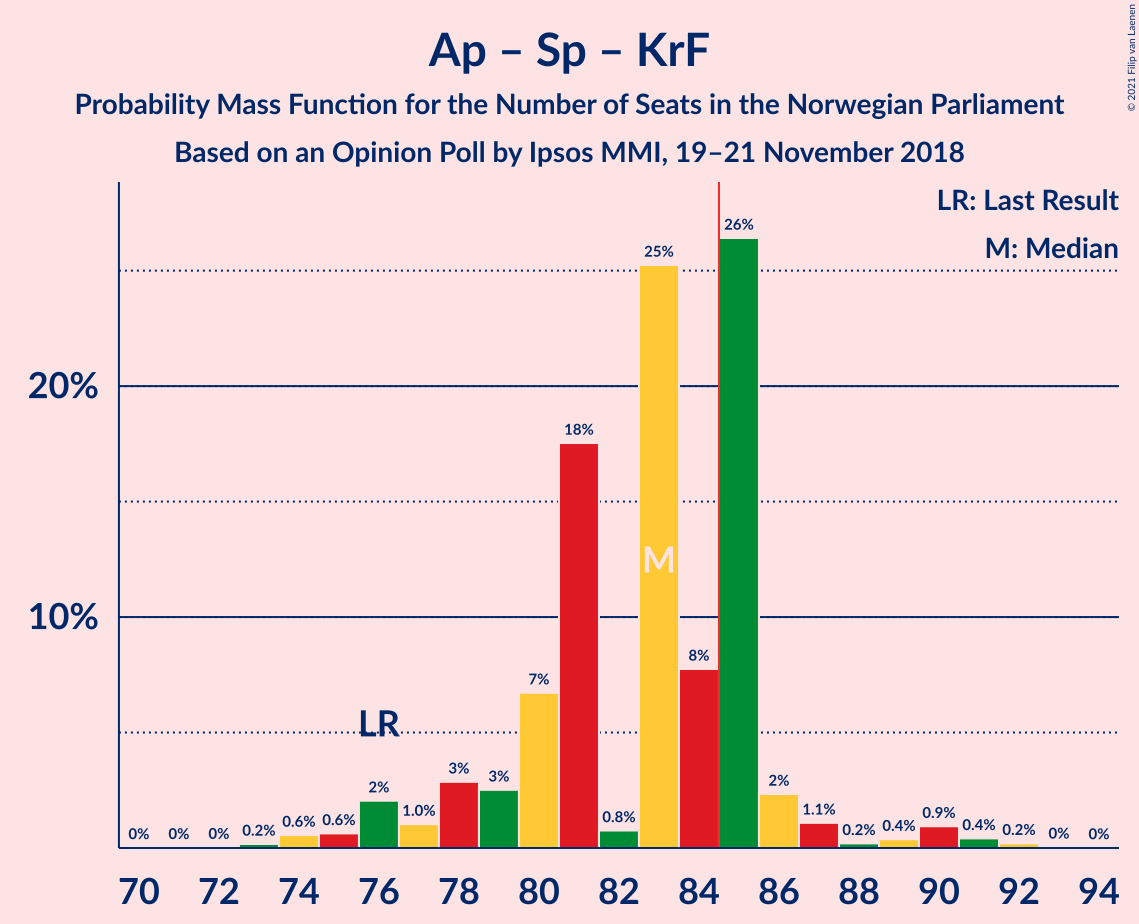 Ap – Sp – KrF
Probability Mass Function for the Number of Seats in the Norwegian Parliament
Based on an Opinion Poll by Ipsos MMI, 19–21 November 2018
© 2021 Filip van Laenen
LR: Last Result
M: Median
26%
25%
20%
18%
M
10%
8%
7%
LR
3%
3%
2%
2%
1.0%
1.1%
0% 0% 0% 0.2% 0.6% 0.6% 0.8% 0.2% 0.4% 0.9% 0.4% 0.2% 0% 0%
70 72 74 76 78 80 82 84 86 88 90 92 94